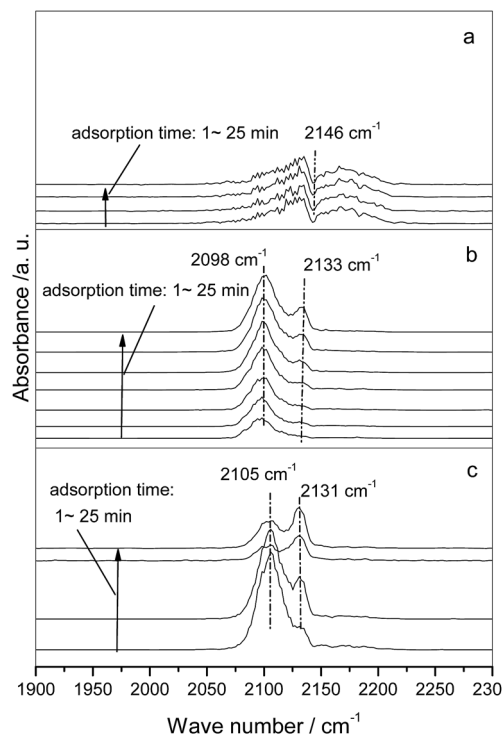 a
adsorption time: 1~ 25 min
2146 cm-1
b
2098 cm-1
2133 cm-1
adsorption time: 1~ 25 min
c
2105 cm-1
2131 cm-1
adsorption time:
1~ 25 min
Absorbance /a. u.
1900 1950 2000 2050 2100 2150 2200 2250 230
Wave number / cm-1